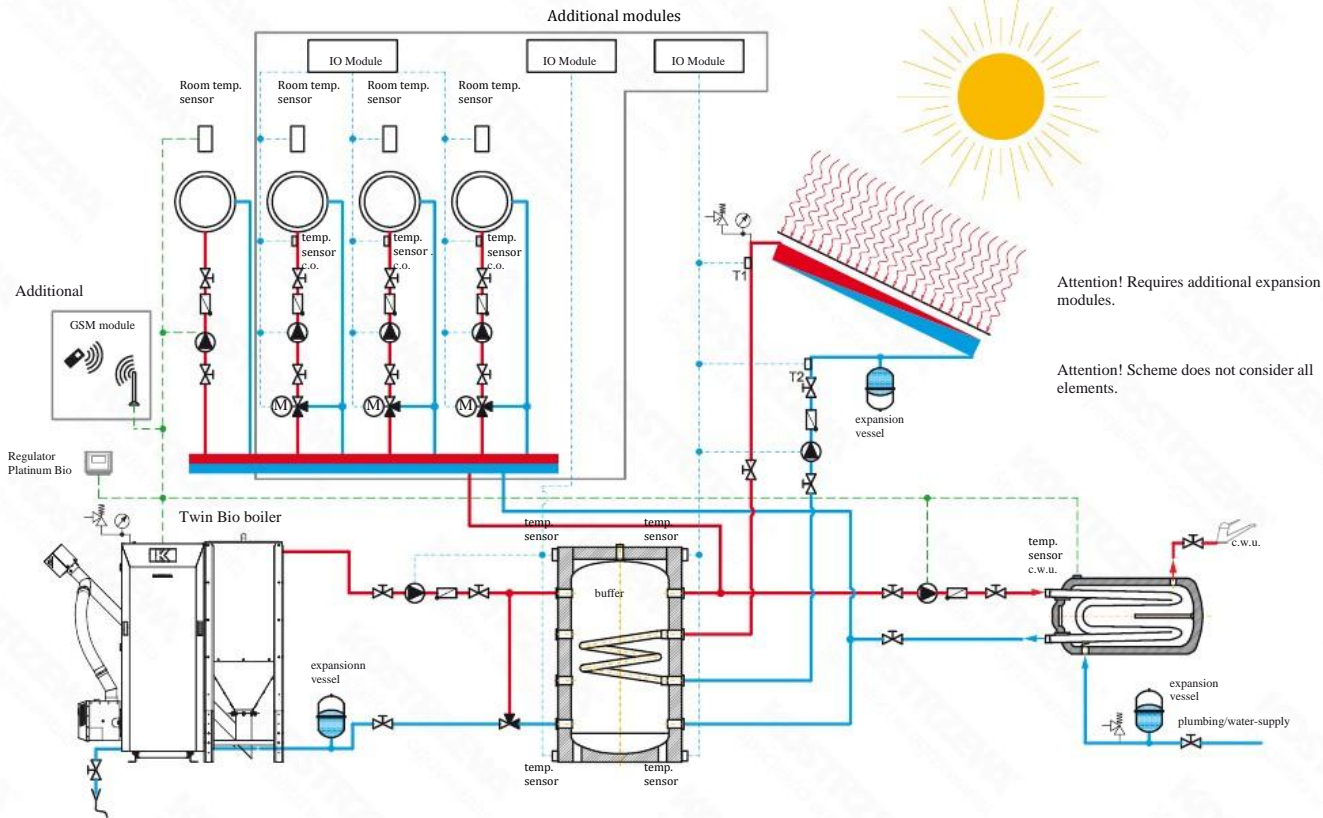 Additional modules
IO Module
IO Module
IO Module
Room temp.
sensor
Room temp.
sensor
Room temp.
sensor
Room temp.
sensor
temp.
sensor
c.o.
temp.
sensor .
c.o.
temp.
sensor
c.o.
T1
Attention! Requires additional expansion
modules.
Additional
GSM module
T2
Attention! Scheme does not consider all
elements.
M
M
M
expansion
vessel
Regulator
Platinum Bio
Twin Bio boiler
K
temp.
sensor
temp.
sensor
temp.
sensor
c.w.u.
c.w.u.
buffer
expansionn
vessel
expansion
vessel
plumbing/water-supply
temp.
sensor
temp.
sensor
KOSTRZEWA